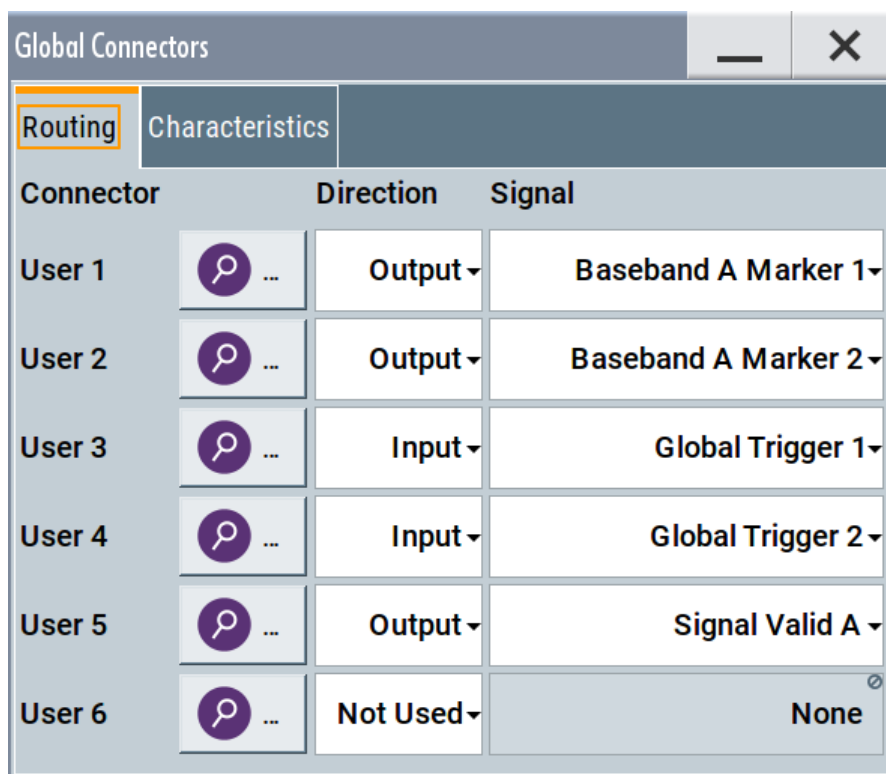 Global Connectors
Routing Characteristics
Connector Direction Signal
User 1 ... Output Baseband A Marker 1
User 2 ... Output Baseband A Marker 2
User 3 ... Input Global Trigger 1
User 4 ... Input Global Trigger 2
User 5 ... Output Signal Valid A
User 6 ... Not Used None